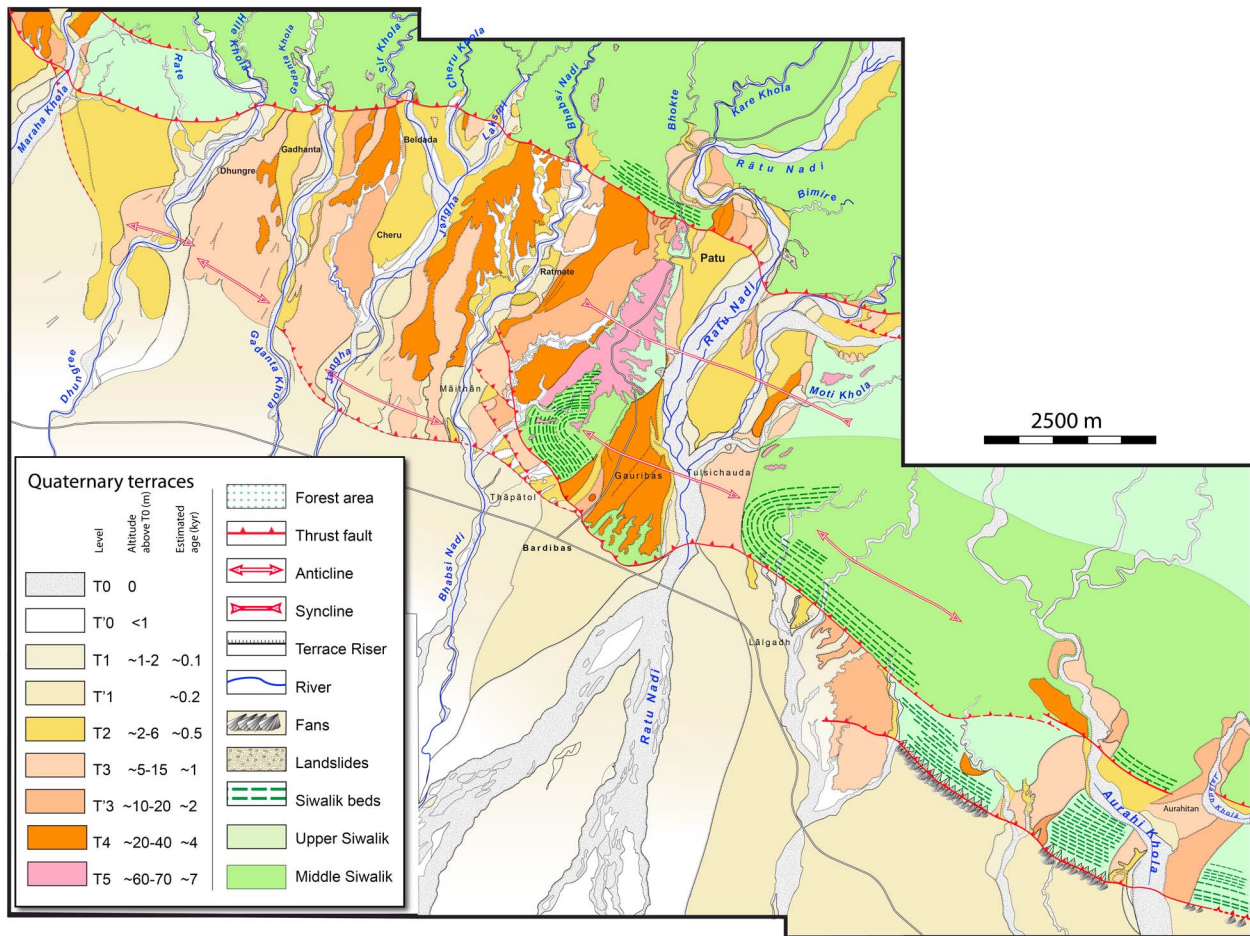 Hile Khola
Gadanta Khola
Rate
Sir Khola
Cheru Khola
Laksmi
Bhabsi Nadi
Bhokte
Kare Khola
Maraha Khola
Rātu Nadi
Bimire
Gadhanta
Beldada
Dhungre
Cheru
Jangha
Ratmate
Patu
Ratu Nadi
Gadanta Khola
Jangha
Dhungree
Māithān
Moti Khola
2500 m
Gauribas
Tulsichauda
Thāpātol
Bardibas
Bhabsi Nadi
Lālgadh
Ratu Nadi
Aurahi Khola
Aurahitan
Quaternary terraces
Level
Altitude above T0 (m)
Estimated age (kyr)
T0 0
T'0 <1
T1 ~1-2 ~0.1
T'1 ~0.2
T2 ~2-6 ~0.5
T3 ~5-15 ~1
T'3 ~10-20 ~2
T4 ~20-40 ~4
T5 ~60-70 ~7
Forest area
Thrust fault
Anticline
Syncline
Terrace Riser
River
Fans
Landslides
Siwalik beds
Upper Siwalik
Middle Siwalik